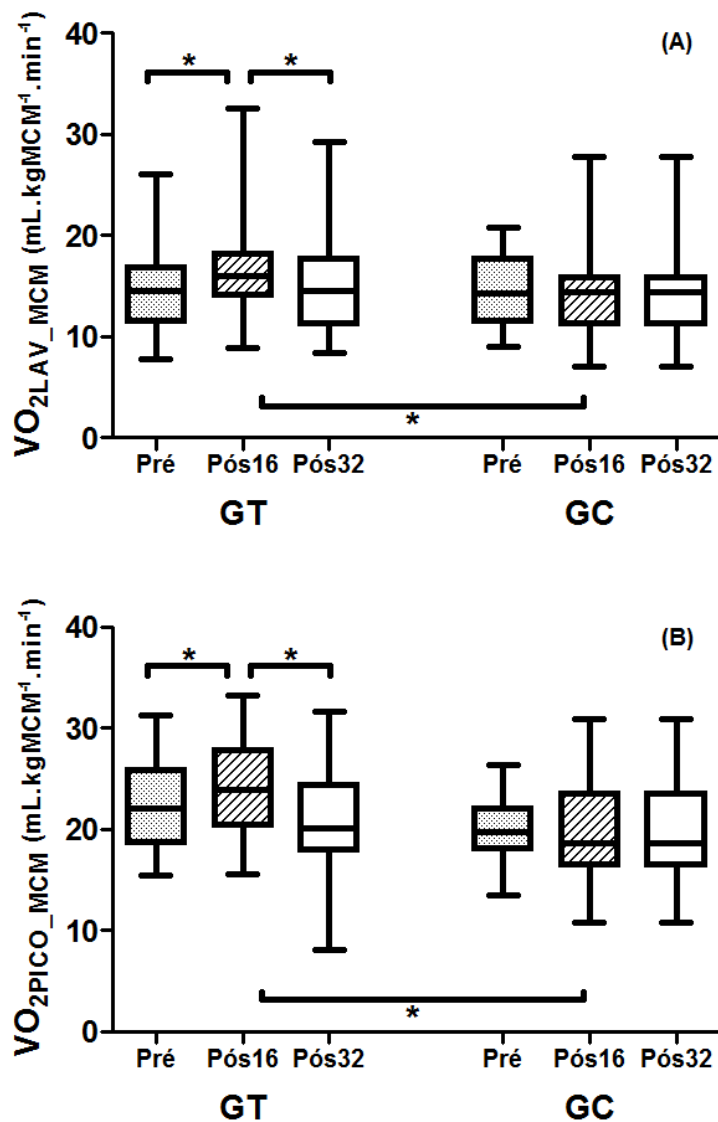 (A)
VO2LAV_MCM (mL.kgMCM-1.min-1)
40
30
20
10
0
* *
*
Pré Pós16 Pós32 Pré Pós16 Pós32
GT GC
(B)
VO2PICO_MCM (mL.kgMCM-1.min-1)
40
30
20
10
0
* *
*
Pré Pós16 Pós32 Pré Pós16 Pós32
GT GC